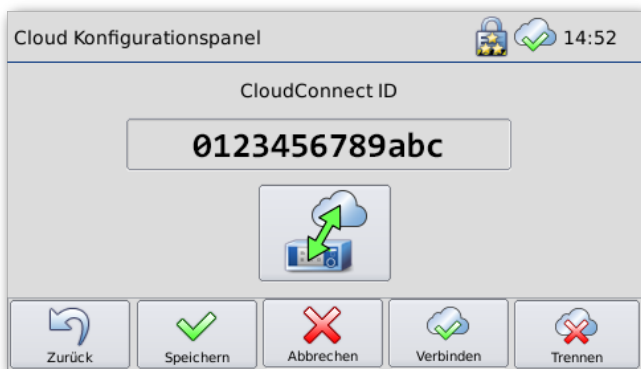 Cloud Konfigurationspanel 14:52
CloudConnect ID
0123456789abc
Zurück Speichern Abbrechen Verbinden Trennen